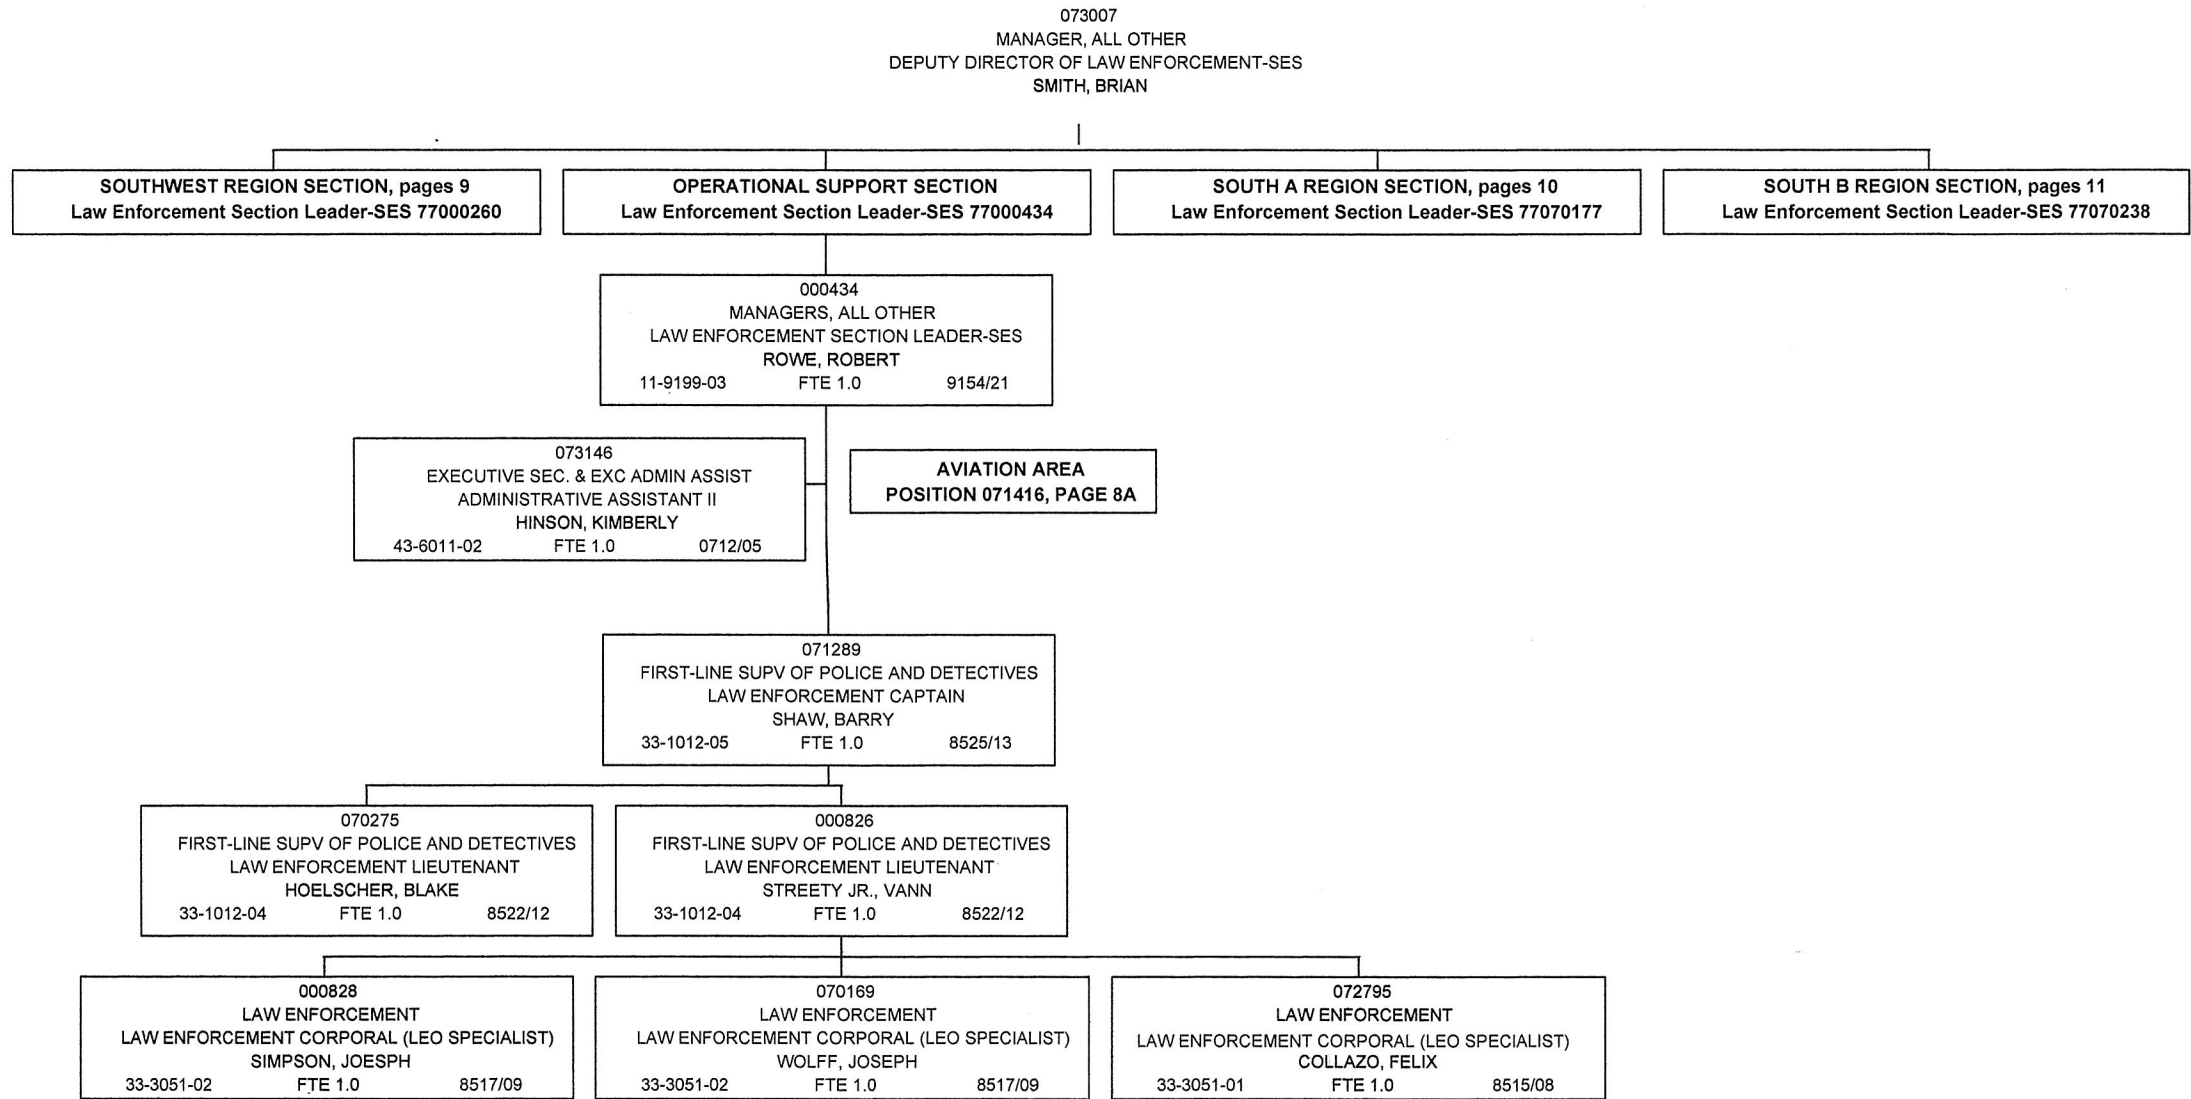 073007
MANAGER, ALL OTHER
DEPUTY DIRECTOR OF LAW ENFORCEMENT-SES
SMITH, BRIAN
SOUTHWEST REGION SECTION, pages 9
Law Enforcement Section Leader-SES 77000260
OPERATIONAL SUPPORT SECTION
Law Enforcement Section Leader-SES 77000434
SOUTH A REGION SECTION, pages 10
Law Enforcement Section Leader-SES 77070177
SOUTH B REGION SECTION, pages 11
Law Enforcement Section Leader-SES 77070238
000434
MANAGERS, ALL OTHER
LAW ENFORCEMENT SECTION LEADER-SES
ROWE, ROBERT
11-9199-03 FTE 1.0 9154/21
073146
EXECUTIVE SEC. & EXC ADMIN ASSIST
ADMINISTRATIVE ASSISTANT II
HINSON, KIMBERLY
43-6011-02 FTE 1.0 0712/05
AVIATION AREA
POSITION 071416, PAGE 8A
071289
FIRST-LINE SUPV OF POLICE AND DETECTIVES
LAW ENFORCEMENT CAPTAIN
SHAW, BARRY
33-1012-05 FTE 1.0 8525/13
070275
FIRST-LINE SUPV OF POLICE AND DETECTIVES
LAW ENFORCEMENT LIEUTENANT
HOELSCHER, BLAKE
33-1012-04 FTE 1.0 8522/12
000826
FIRST-LINE SUPV OF POLICE AND DETECTIVES
LAW ENFORCEMENT LIEUTENANT
STREETY JR., VANN
33-1012-04 FTE 1.0 8522/12
000828
LAW ENFORCEMENT
LAW ENFORCEMENT CORPORAL (LEO SPECIALIST)
SIMPSON, JOESPH
33-3051-02 FTE 1.0 8517/09
070169
LAW ENFORCEMENT
LAW ENFORCEMENT CORPORAL (LEO SPECIALIST)
WOLFF, JOSEPH
33-3051-02 FTE 1.0 8517/09
072795
LAW ENFORCEMENT
LAW ENFORCEMENT CORPORAL (LEO SPECIALIST)
COLLAZO, FELIX
33-3051-01 FTE 1.0 8515/08